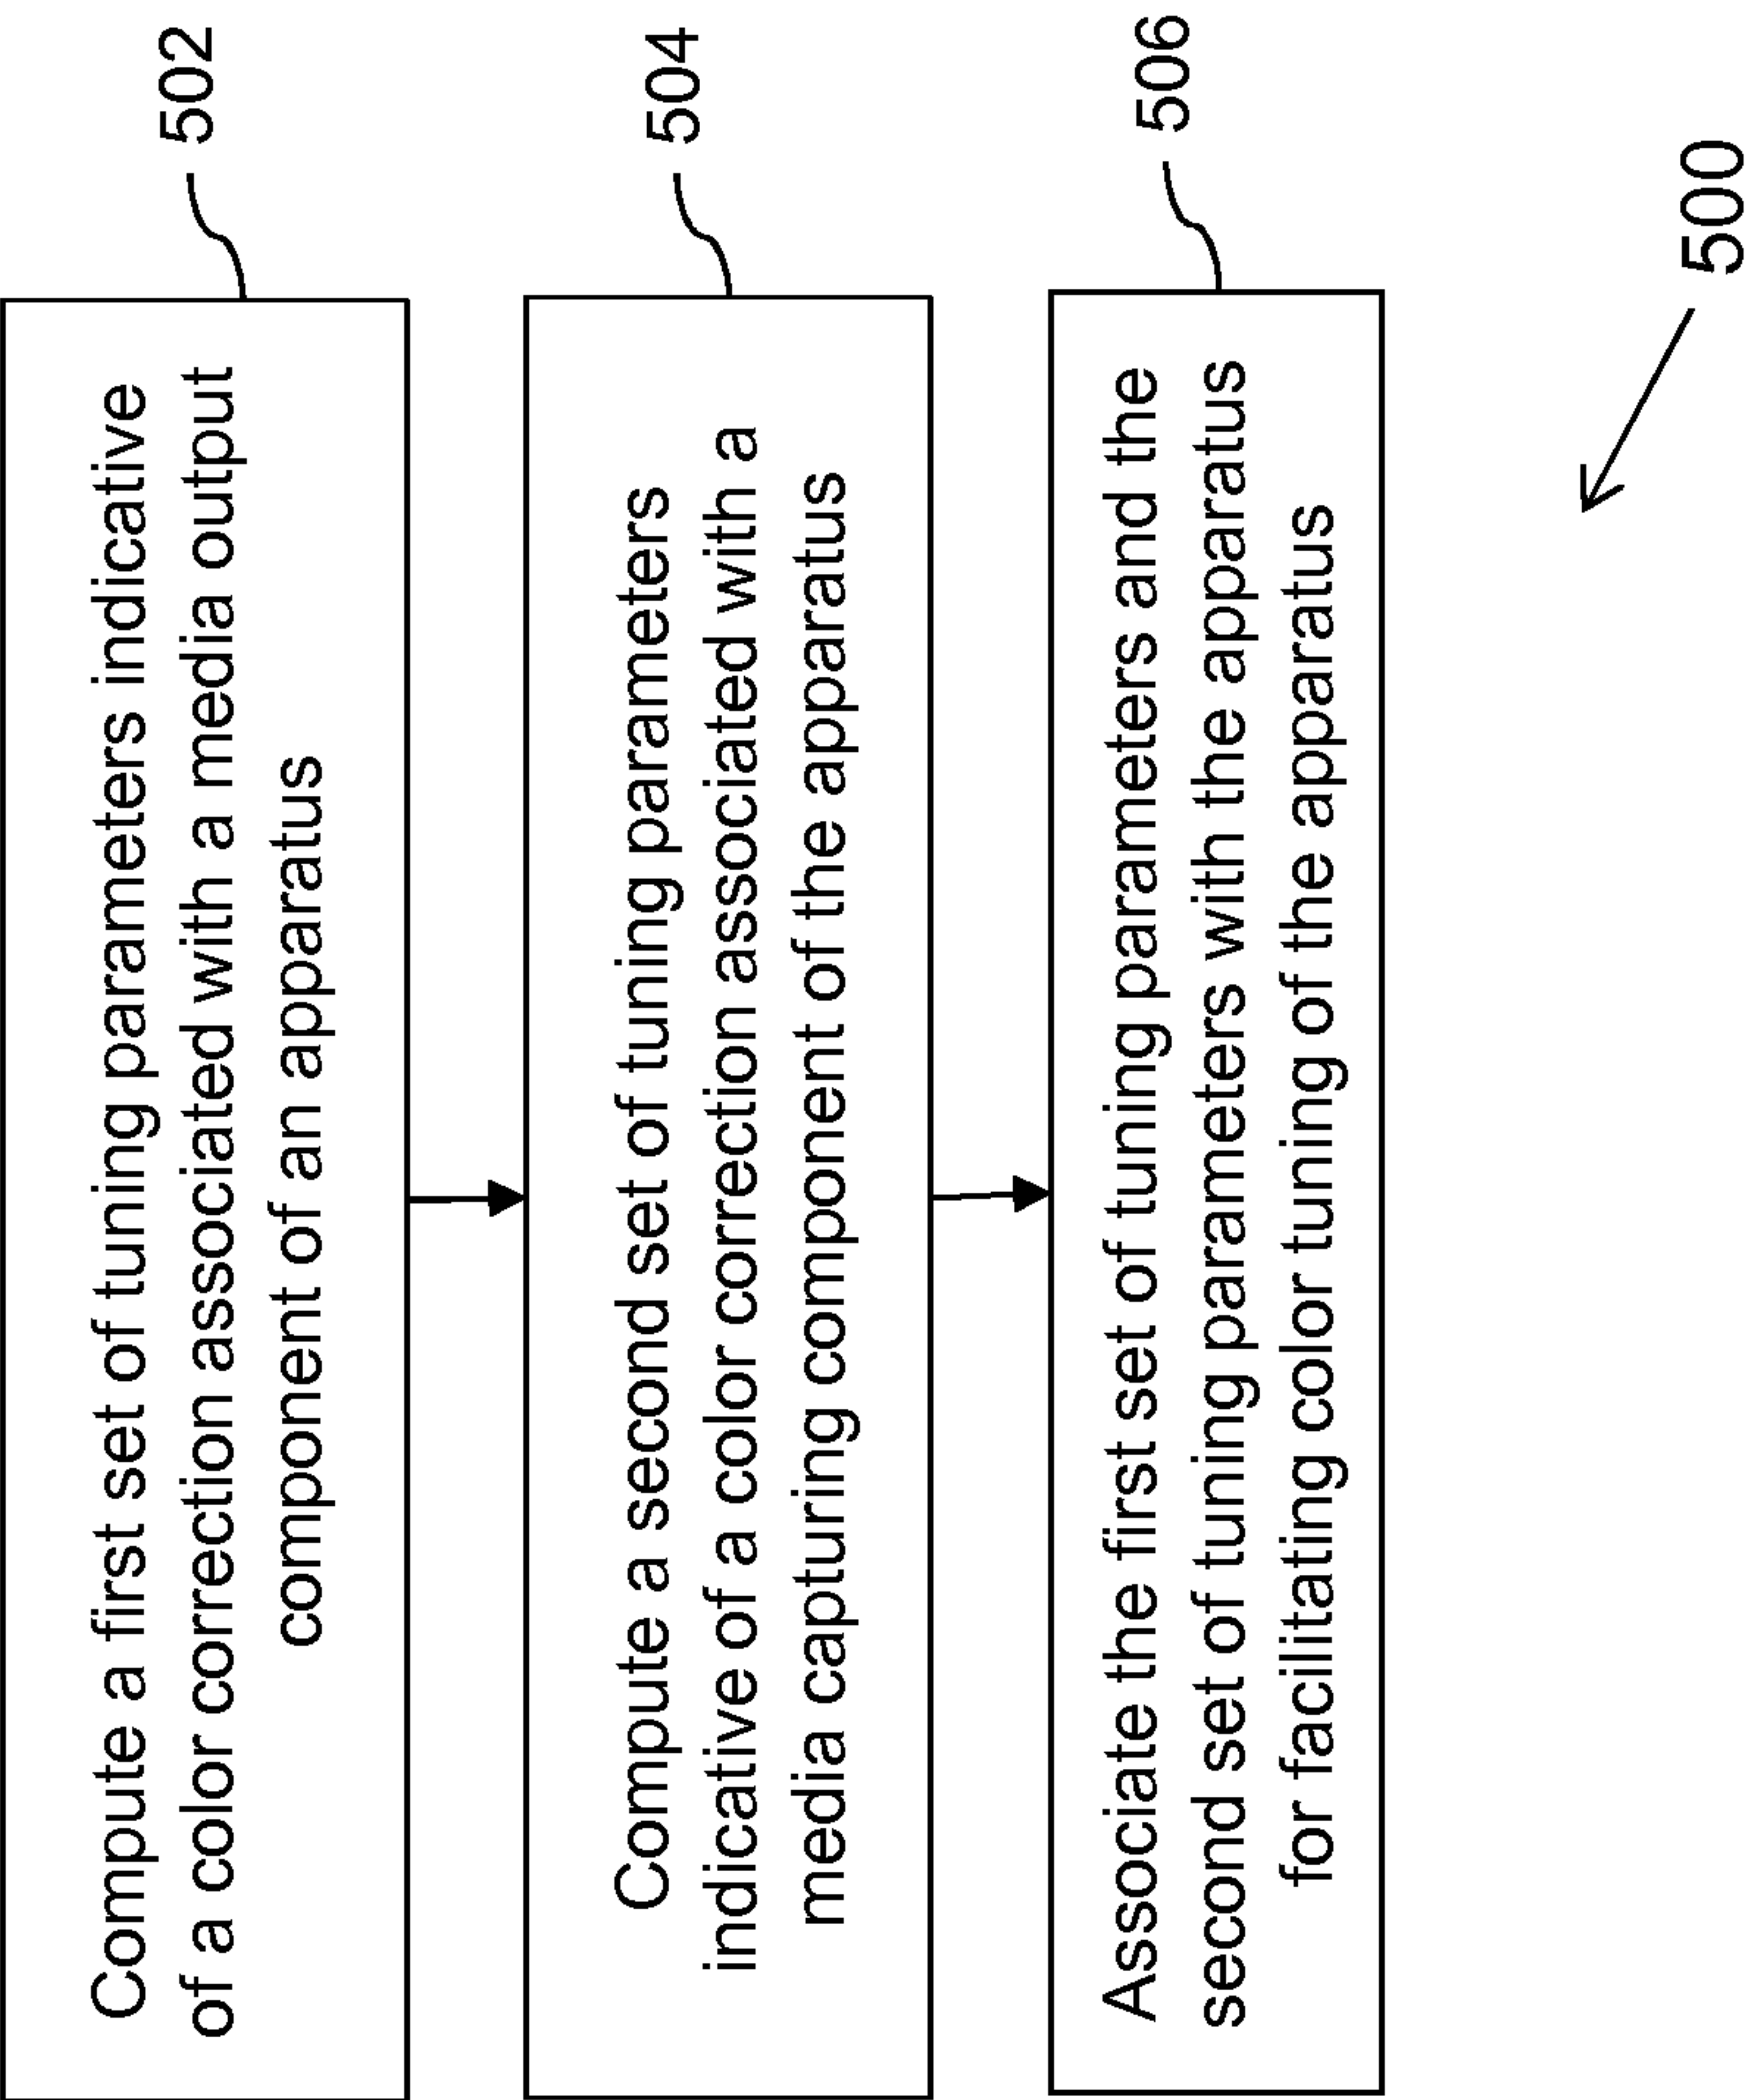 Compute a first set of tuning parameters indicative
of a color correction associated with a media output
component of an apparatus
502
Compute a second set of tuning parameters
indicative of a color correction associated with a
media capturing component of the apparatus
504
Associate the first set of tuning parameters and the
second set of tuning parameters with the apparatus
for facilitating color tuning of the apparatus
506
500